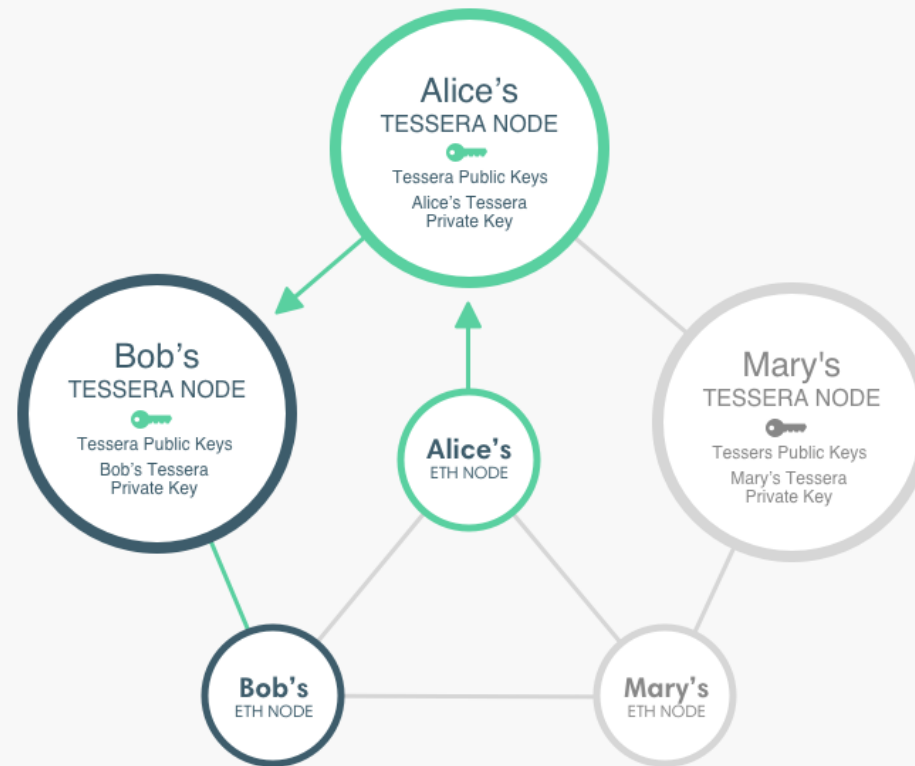 Alice’s
TESSERA NODE
Tessera Public Keys
Alice’s Tessera
Private Key
Bob’s
TESSERA NODE
Tessera Public Keys
Bob’s Tessera
Private Key
Mary's
TESSERA NODE
Tessers Public Keys
Mary’s Tessera
Private Key
Alice’s
ETH NODE
Bob’s
ETH NODE
Mary’s
ETH NODE